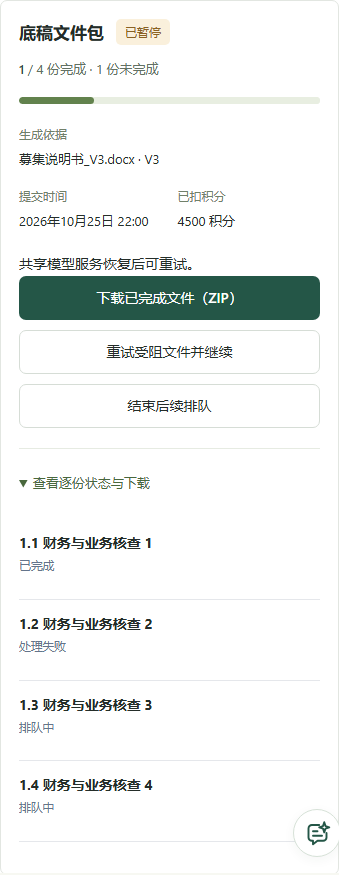 底稿文件包 已暂停
1 / 4 份完成 · 1 份未完成
生成依据
募集说明书_V3.docx · V3
提交时间 已扣积分
2026年10月25日 22:00 4500 积分
共享模型服务恢复后可重试。
下载已完成文件（ZIP）
重试受阻文件并继续
结束后续排队
▼ 查看逐份状态与下载
1.1 财务与业务核查 1
已完成
1.2 财务与业务核查 2
处理失败
1.3 财务与业务核查 3
排队中
1.4 财务与业务核查 4
排队中